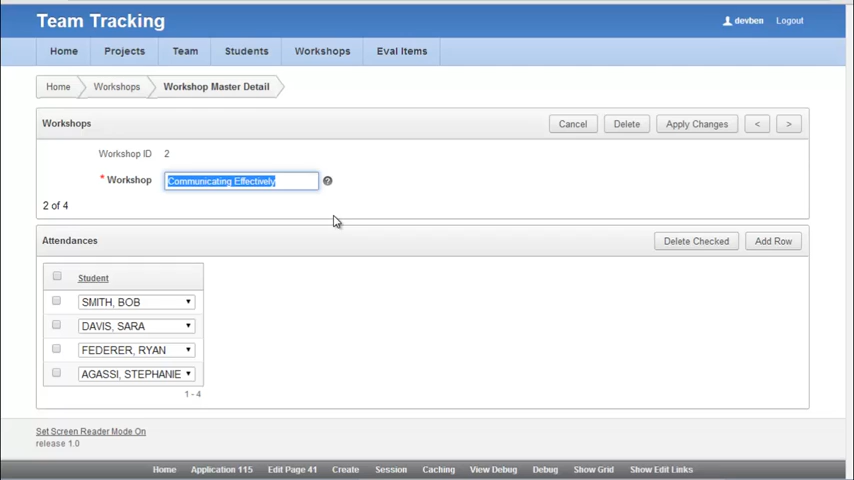 Team Tracking
devben Logout
Home Projects Team Students Workshops Eval Items
Home Workshops Workshop Master Detail
Workshops Cancel Delete Apply Changes < >
Workshop ID 2
* Workshop Communicating Effectively ?
2 of 4
Attendances Delete Checked Add Row
Student
SMITH, BOB
DAVIS, SARA
FEDERER, RYAN
AGASSI, STEPHANIE
1 - 4
Set Screen Reader Mode On
release 1.0
Home Application 115 Edit Page 41 Create Session Caching View Debug Debug Show Grid Show Edit Links